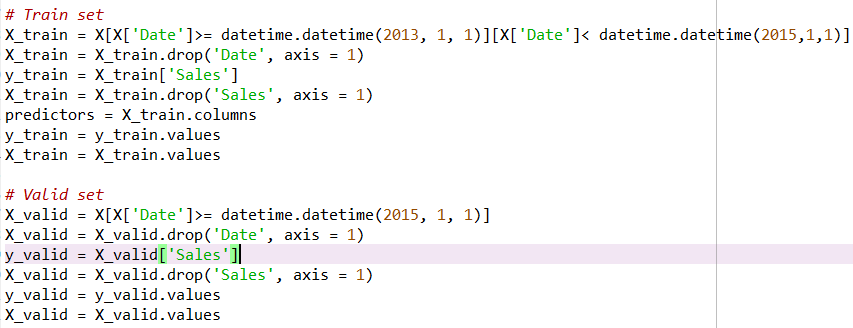 # Train set
X_train = X[X['Date']>= datetime.datetime(2013, 1, 1)][X['Date']< datetime.datetime(2015,1,1)]
X_train = X_train.drop('Date', axis = 1)
y_train = X_train['Sales']
X_train = X_train.drop('Sales', axis = 1)
predictors = X_train.columns
y_train = y_train.values
X_train = X_train.values
# Valid set
X_valid = X[X['Date']>= datetime.datetime(2015, 1, 1)]
X_valid = X_valid.drop('Date', axis = 1)
y_valid = X_valid['Sales']
X_valid = X_valid.drop('Sales', axis = 1)
y_valid = y_valid.values
X_valid = X_valid.values